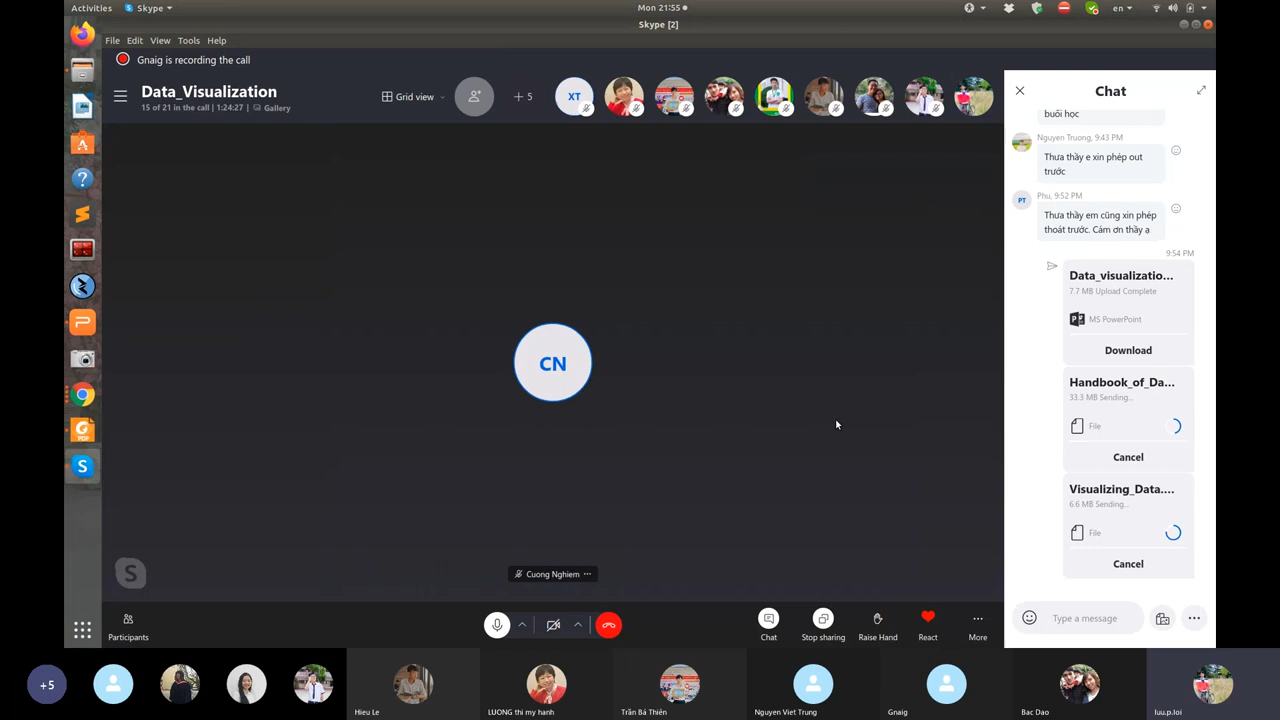 Activities
Skype
Mon 21:55
en
Skype [2]
File Edit View Tools Help
Gnaig is recording the call
Data_Visualization
15 of 21 in the call | 1:24:27 | Gallery
Grid view
+ 5
XT
Chat
buổi học
Nguyen Truong, 9:43 PM
Thưa thầy e xin phép out
trước
PT
Phu, 9:52 PM
Thưa thầy em cũng xin phép
thoát trước. Cám ơn thầy ạ
9:54 PM
Data_visualizatio...
7.7 MB Upload Complete
MS PowerPoint
Download
Handbook_of_Da...
33.3 MB Sending...
File
Cancel
Visualizing_Data....
6.6 MB Sending...
File
Cancel
CN
Cuong Nghiem
Participants
Chat
Stop sharing
Raise Hand
React
More
Type a message
+5
Hieu Le
LUONG thi my hanh
Trần Bá Thiên
Nguyen Viet Trung
Gnaig
Bac Dao
luu.p.loi